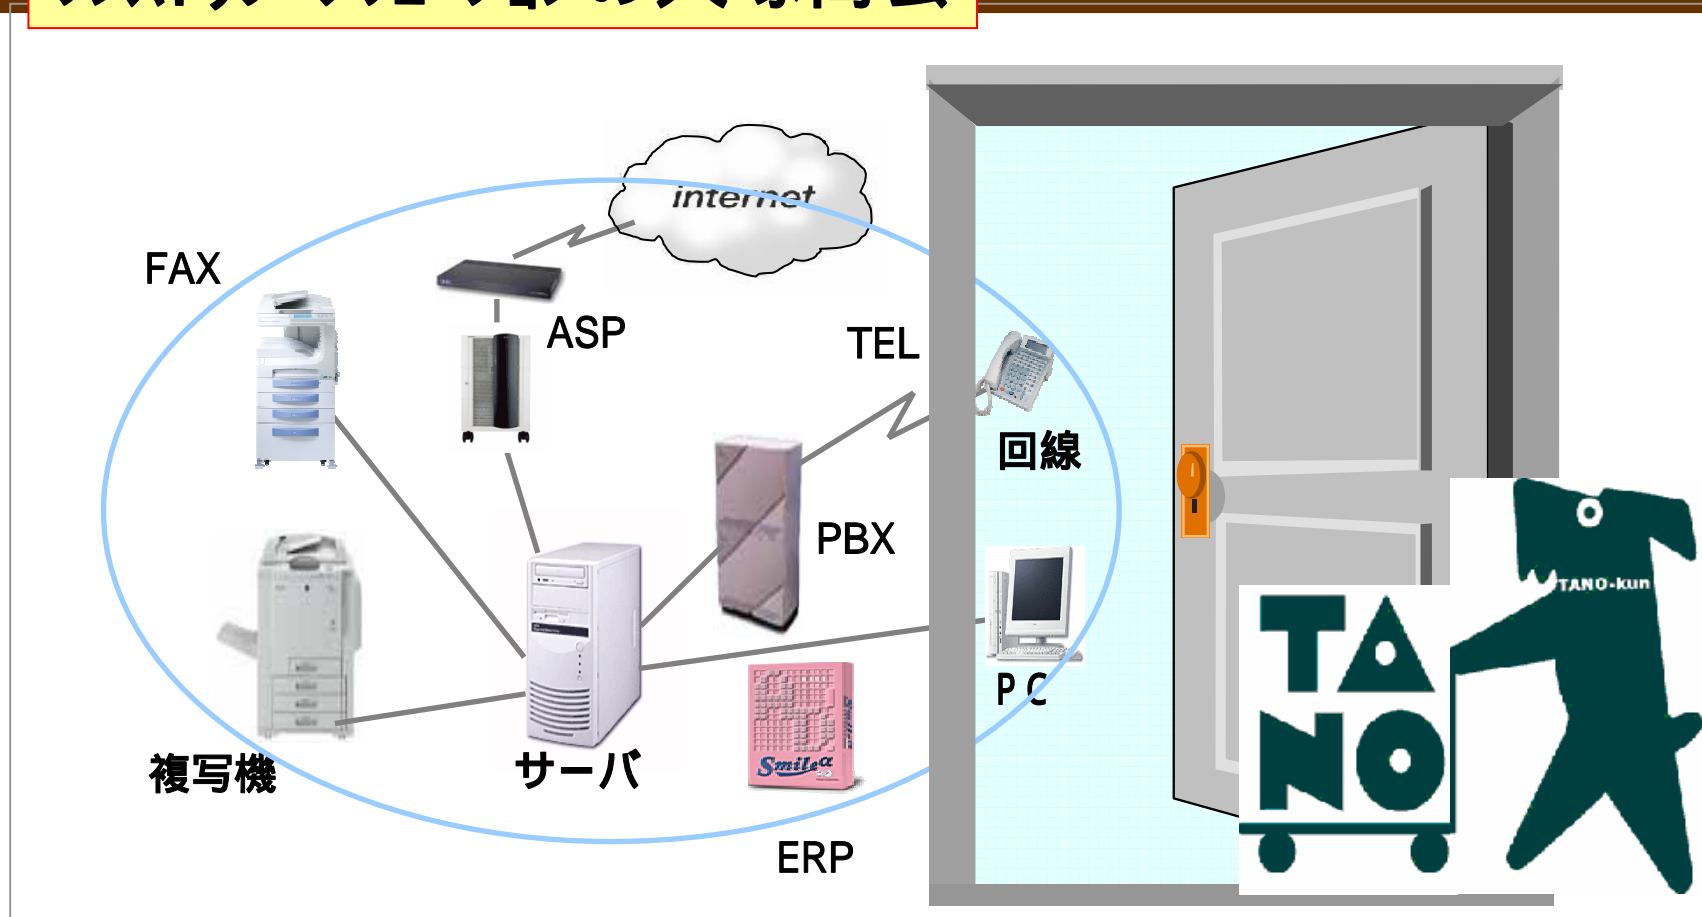 internet
FAX
ASP
TEL
回線
PBX
TANO-kun
TA
NO
PC
Smileα
複写機
サーバ
ERP